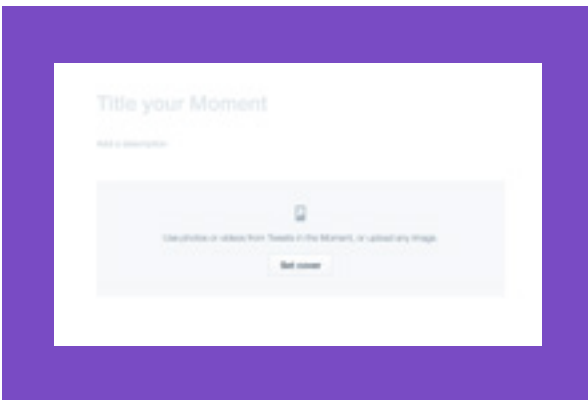 Title your Moment
Add a description
Use photos or videos from Tweets in the Moment, or upload any image.
Set cover